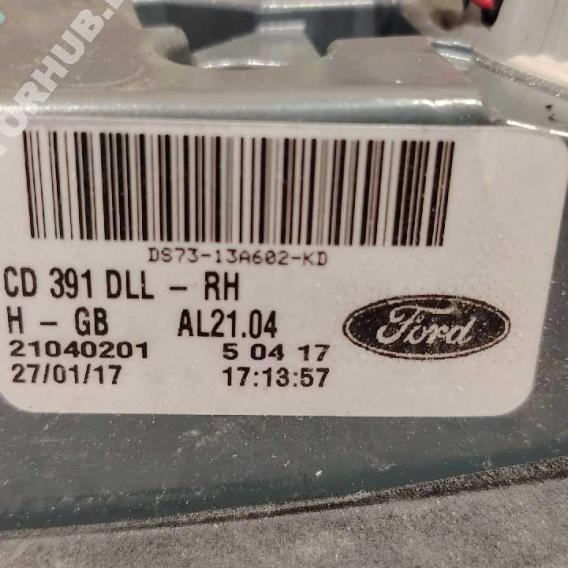 DS73-13A602-KD
CD 391 DLL - RH
H - GB AL21.04
Ford
21040201 5 04 17
27/01/17 17:13:57